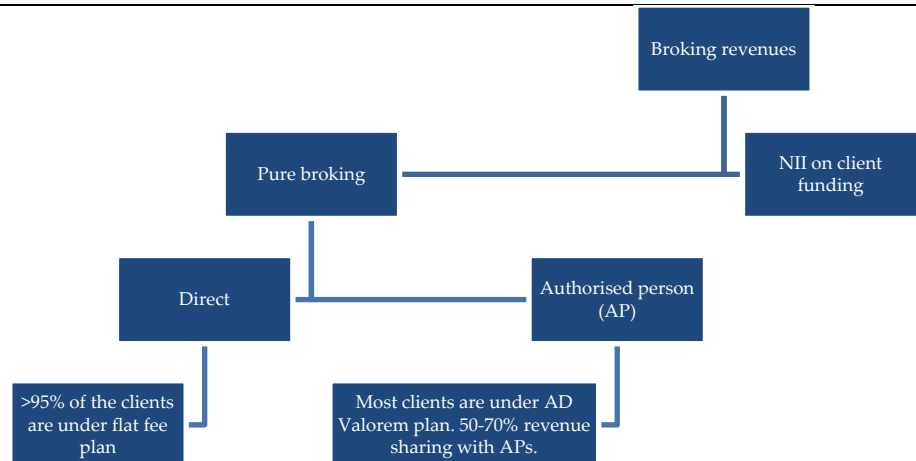 Broking revenues
Pure broking
NII on client
funding
Direct
Authorised person
(AP)
>95% of the clients
are under flat fee
plan
Most clients are under AD
Valorem plan. 50-70% revenue
sharing with APs.